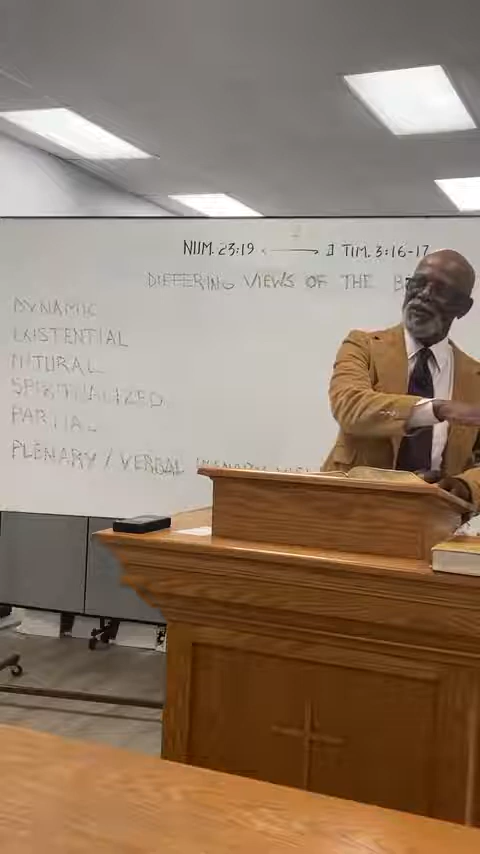 NUM. 23:19 ⟷ II TIM. 3:16-17
DIFFERING VIEWS OF THE
DYNAMIC
EXISTENTIAL
NATURAL
SPIRITUALIZED
PARTIAL
PLENARY / VERBAL